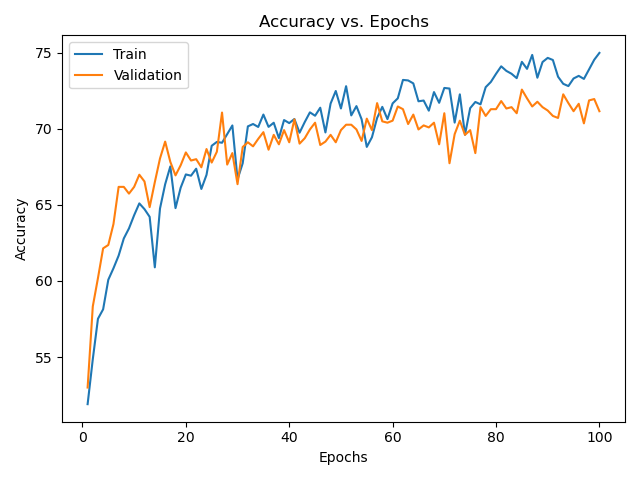 Accuracy vs. Epochs
Train
Validation
75
70
65
60
55
Accuracy
0 20 40 60 80 100
Epochs